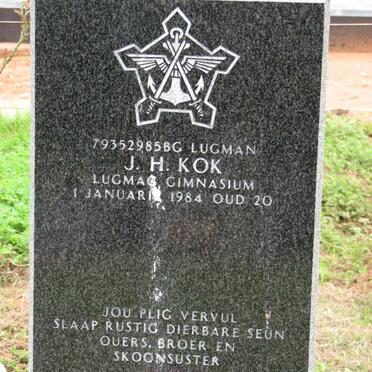 79352985BG LUGMAN
J. H. KOK
LUGMAG GIMNASIUM
1 JANUARIE 1984 OUD 20
JOU PLIG VERVUL
SLAAP RUSTIG DIERBARE SEUN
OUERS, BROER EN
SKOONSUSTER